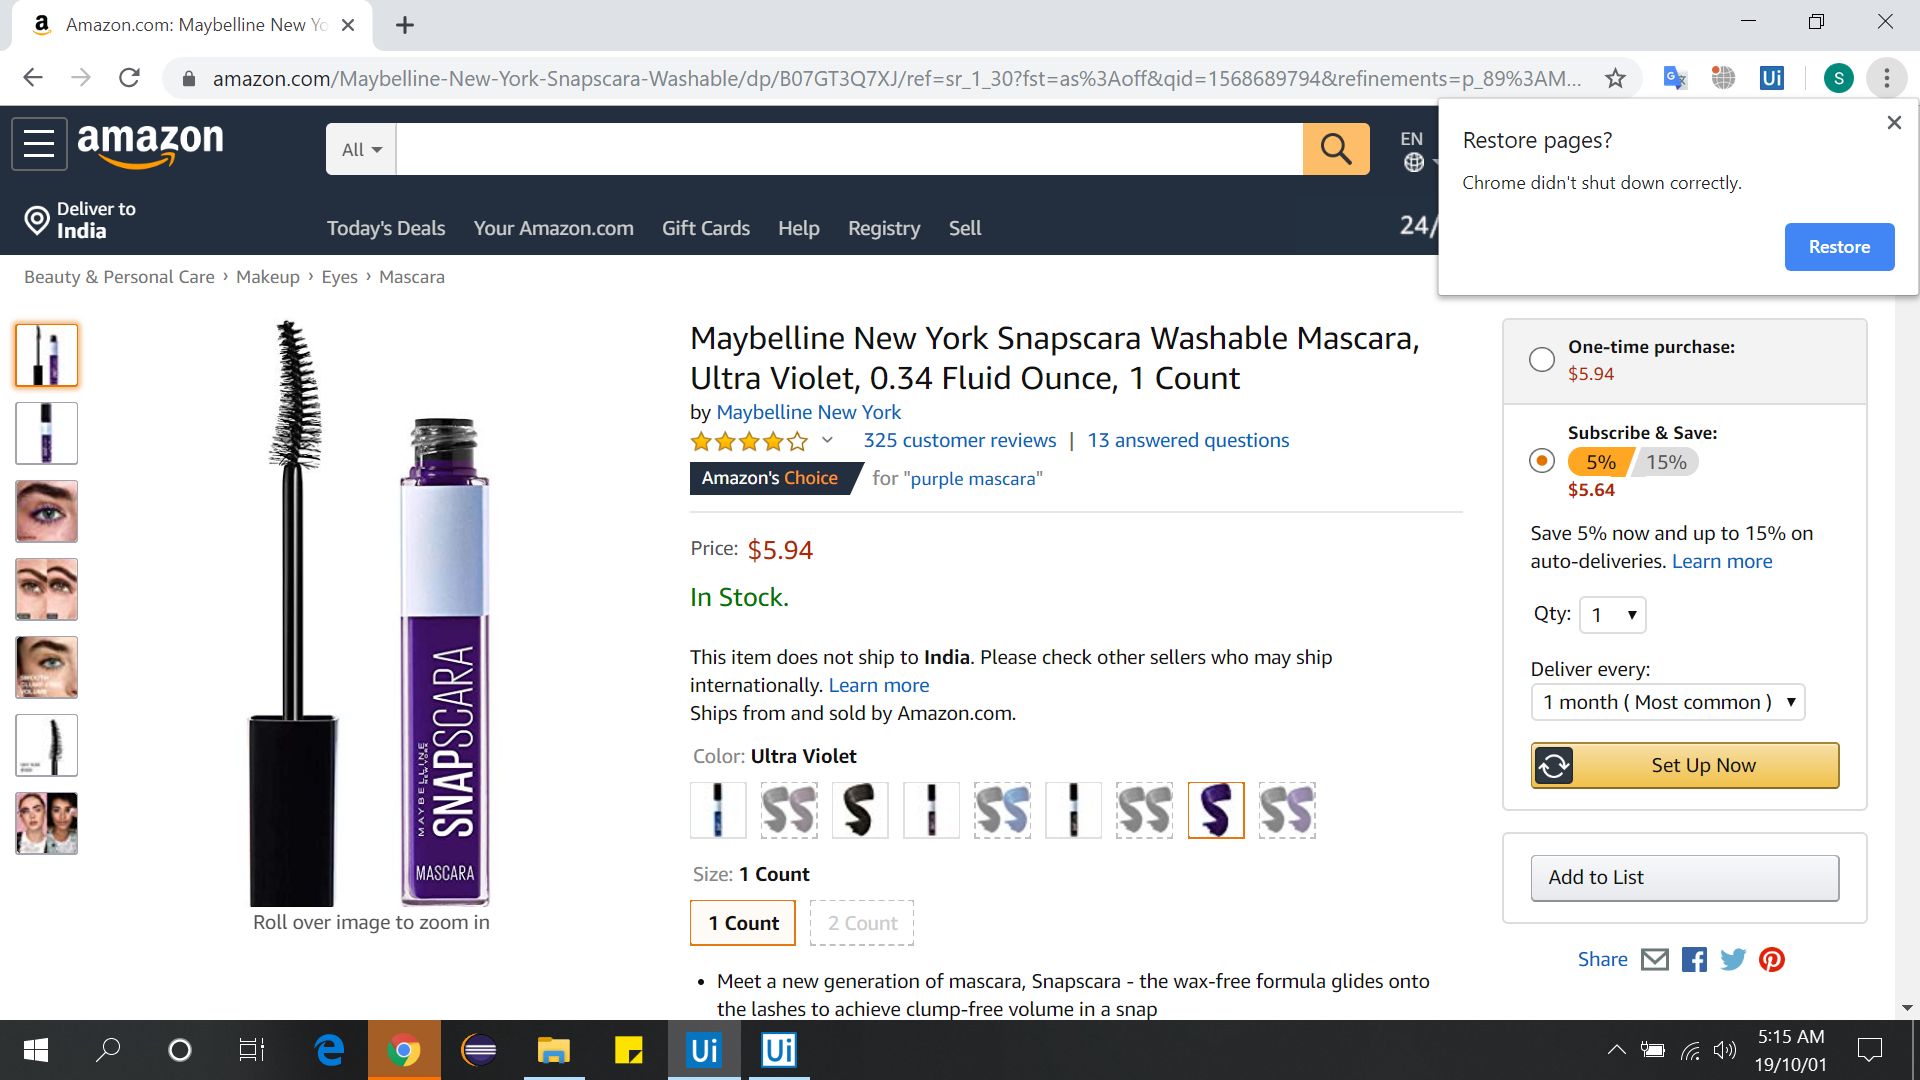 Amazon.com: Maybelline New Yo
amazon.com/Maybelline-New-York-Snapscara-Washable/dp/B07GT3Q7XJ/ref=sr_1_30?fst=as%3Aoff&qid=1568689794&refinements=p_89%3AM...
S
Restore pages?
Chrome didn't shut down correctly.
Restore
amazon
All
EN
Deliver to
India
Today's Deals Your Amazon.com Gift Cards Help Registry Sell
24/
Beauty & Personal Care › Makeup › Eyes › Mascara
Maybelline New York Snapscara Washable Mascara,
Ultra Violet, 0.34 Fluid Ounce, 1 Count
by Maybelline New York
325 customer reviews | 13 answered questions
Amazon's Choice for "purple mascara"
Price: $5.94
In Stock.
This item does not ship to India. Please check other sellers who may ship
internationally. Learn more
Ships from and sold by Amazon.com.
Color: Ultra Violet
Size: 1 Count
1 Count 2 Count
• Meet a new generation of mascara, Snapscara - the wax-free formula glides onto
the lashes to achieve clump-free volume in a snap
MAYBELLINE
NEW YORK
SNAPSCARA
MASCARA
Roll over image to zoom in
One-time purchase:
$5.94
Subscribe & Save:
5% 15%
$5.64
Save 5% now and up to 15% on
auto-deliveries. Learn more
Qty: 1
Deliver every:
1 month ( Most common )
Set Up Now
Add to List
Share
Ui
Ui
Ui
5:15 AM
19/10/01